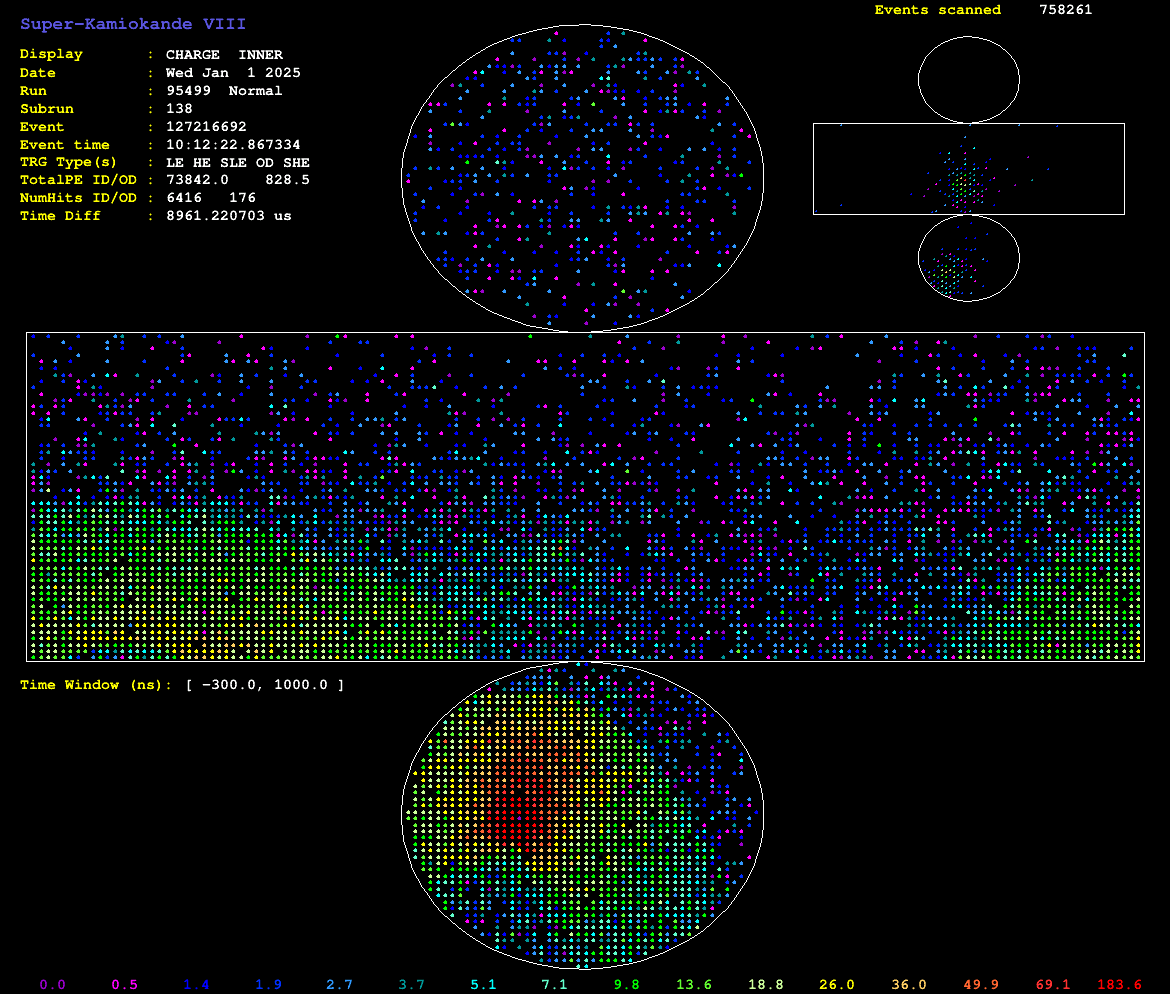 Super-Kamiokande VIII
Events scanned 758261
Display : CHARGE INNER
Date : Wed Jan 1 2025
Run : 95499 Normal
Subrun : 138
Event : 127216692
Event time : 10:12:22.867334
TRG Type(s) : LE HE SLE OD SHE
TotalPE ID/OD : 73842.0 828.5
NumHits ID/OD : 6416 176
Time Diff : 8961.220703 us
Time Window (ns): [ −300.0, 1000.0 ]
0.0 0.5 1.4 1.9 2.7 3.7 5.1 7.1 9.8 13.6 18.8 26.0 36.0 49.9 69.1 183.6